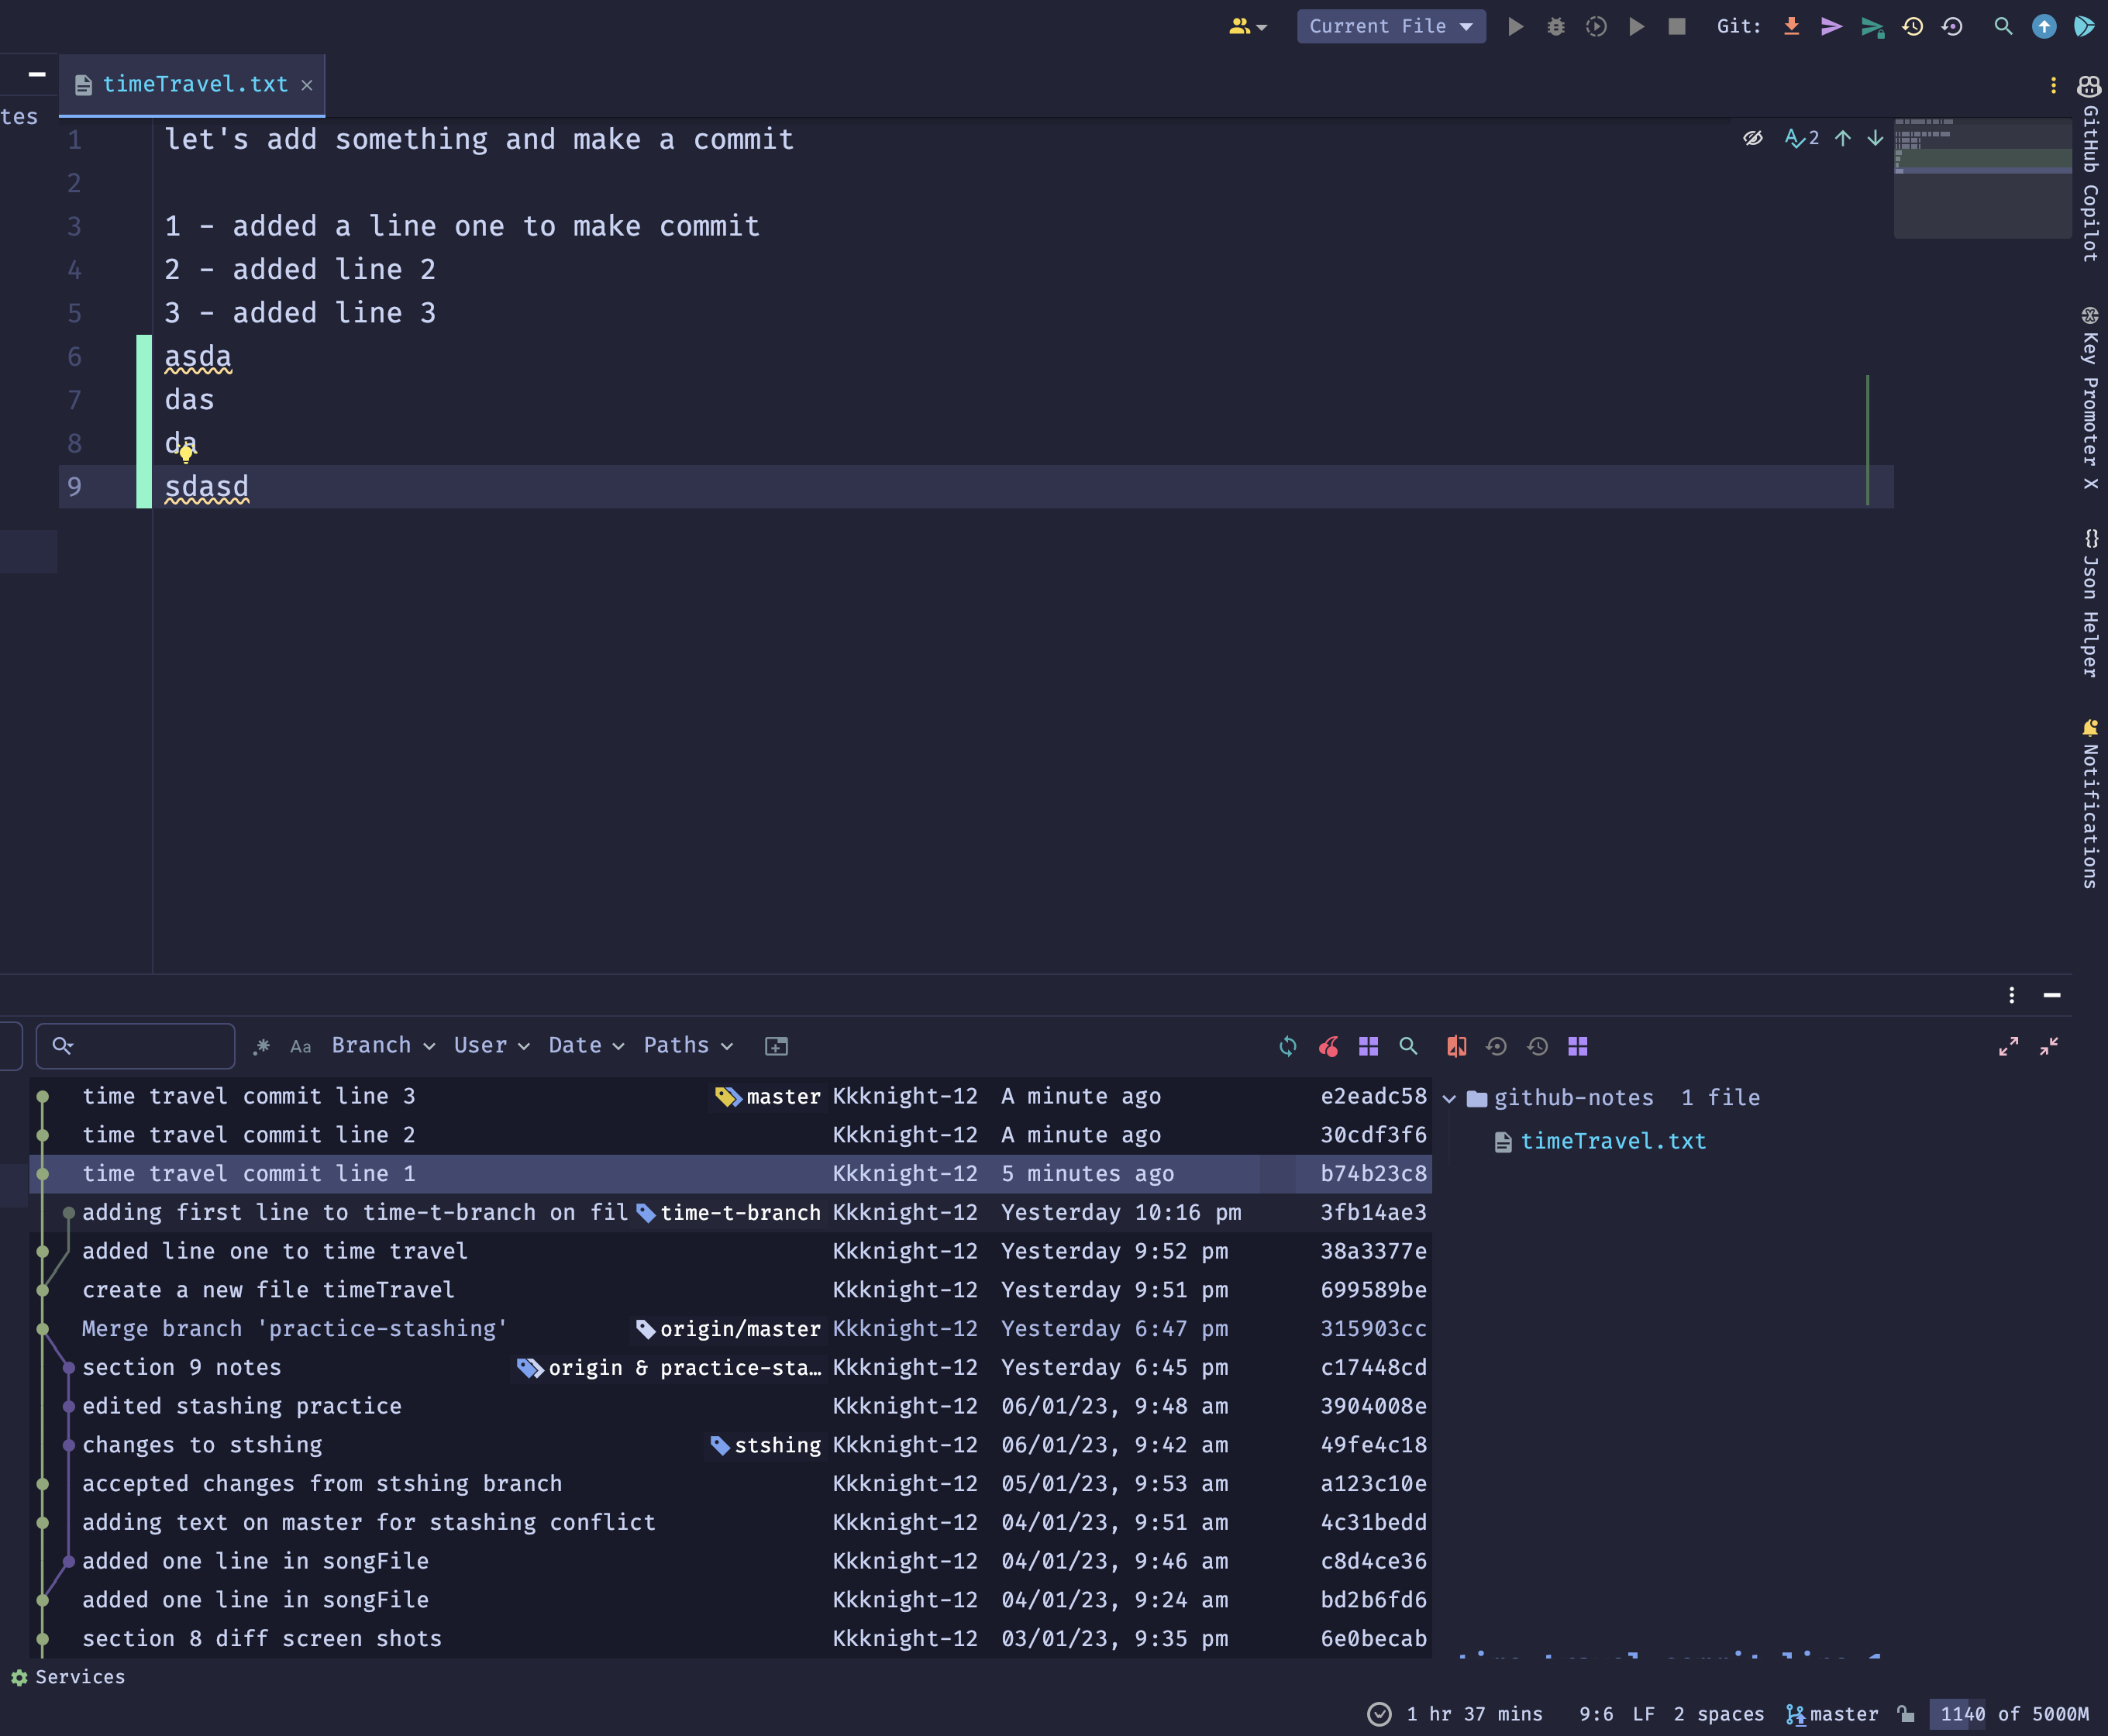 Current File
Git:
tes
timeTravel.txt
1 let's add something and make a commit
2
3 1 - added a line one to make commit
4 2 - added line 2
5 3 - added line 3
6 asda
7 das
8 da
9 sdasd
2
GitHub Copilot
Key Promoter X
{} Json Helper
Notifications
.* Aa Branch User Date Paths
time travel commit line 3 master Kkknight-12 A minute ago e2eadc58
time travel commit line 2 Kkknight-12 A minute ago 30cdf3f6
time travel commit line 1 Kkknight-12 5 minutes ago b74b23c8
adding first line to time-t-branch on fil time-t-branch Kkknight-12 Yesterday 10:16 pm 3fb14ae3
added line one to time travel Kkknight-12 Yesterday 9:52 pm 38a3377e
create a new file timeTravel Kkknight-12 Yesterday 9:51 pm 699589be
Merge branch 'practice-stashing' origin/master Kkknight-12 Yesterday 6:47 pm 315903cc
section 9 notes origin & practice-sta… Kkknight-12 Yesterday 6:45 pm c17448cd
edited stashing practice Kkknight-12 06/01/23, 9:48 am 3904008e
changes to stshing stshing Kkknight-12 06/01/23, 9:42 am 49fe4c18
accepted changes from stshing branch Kkknight-12 05/01/23, 9:53 am a123c10e
adding text on master for stashing conflict Kkknight-12 04/01/23, 9:51 am 4c31bedd
added one line in songFile Kkknight-12 04/01/23, 9:46 am c8d4ce36
added one line in songFile Kkknight-12 04/01/23, 9:24 am bd2b6fd6
section 8 diff screen shots Kkknight-12 03/01/23, 9:35 pm 6e0becab
github-notes 1 file
timeTravel.txt
time travel commit line 1
Services
1 hr 37 mins 9:6 LF 2 spaces master 1140 of 5000M